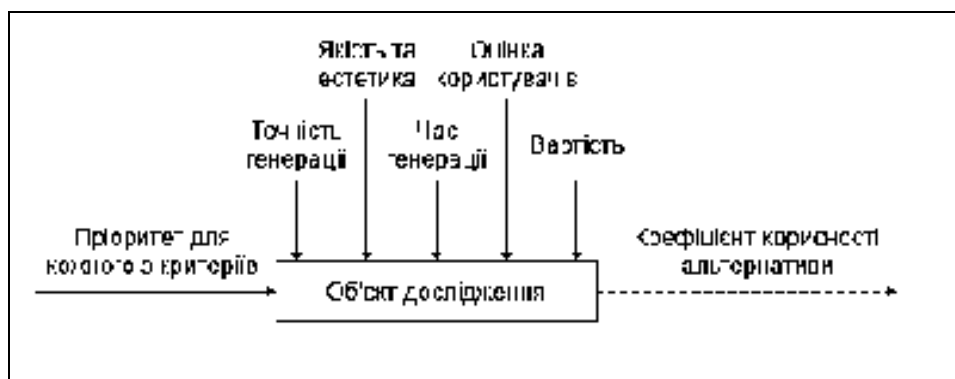 Якість та
естетика
Оцінка
користувачів
Точність
генерації
Час
генерації
Вартість
Пріоритет для
кожного з критеріїв
Об'єкт дослідження
Коефіцієнт корисності
альтернативи